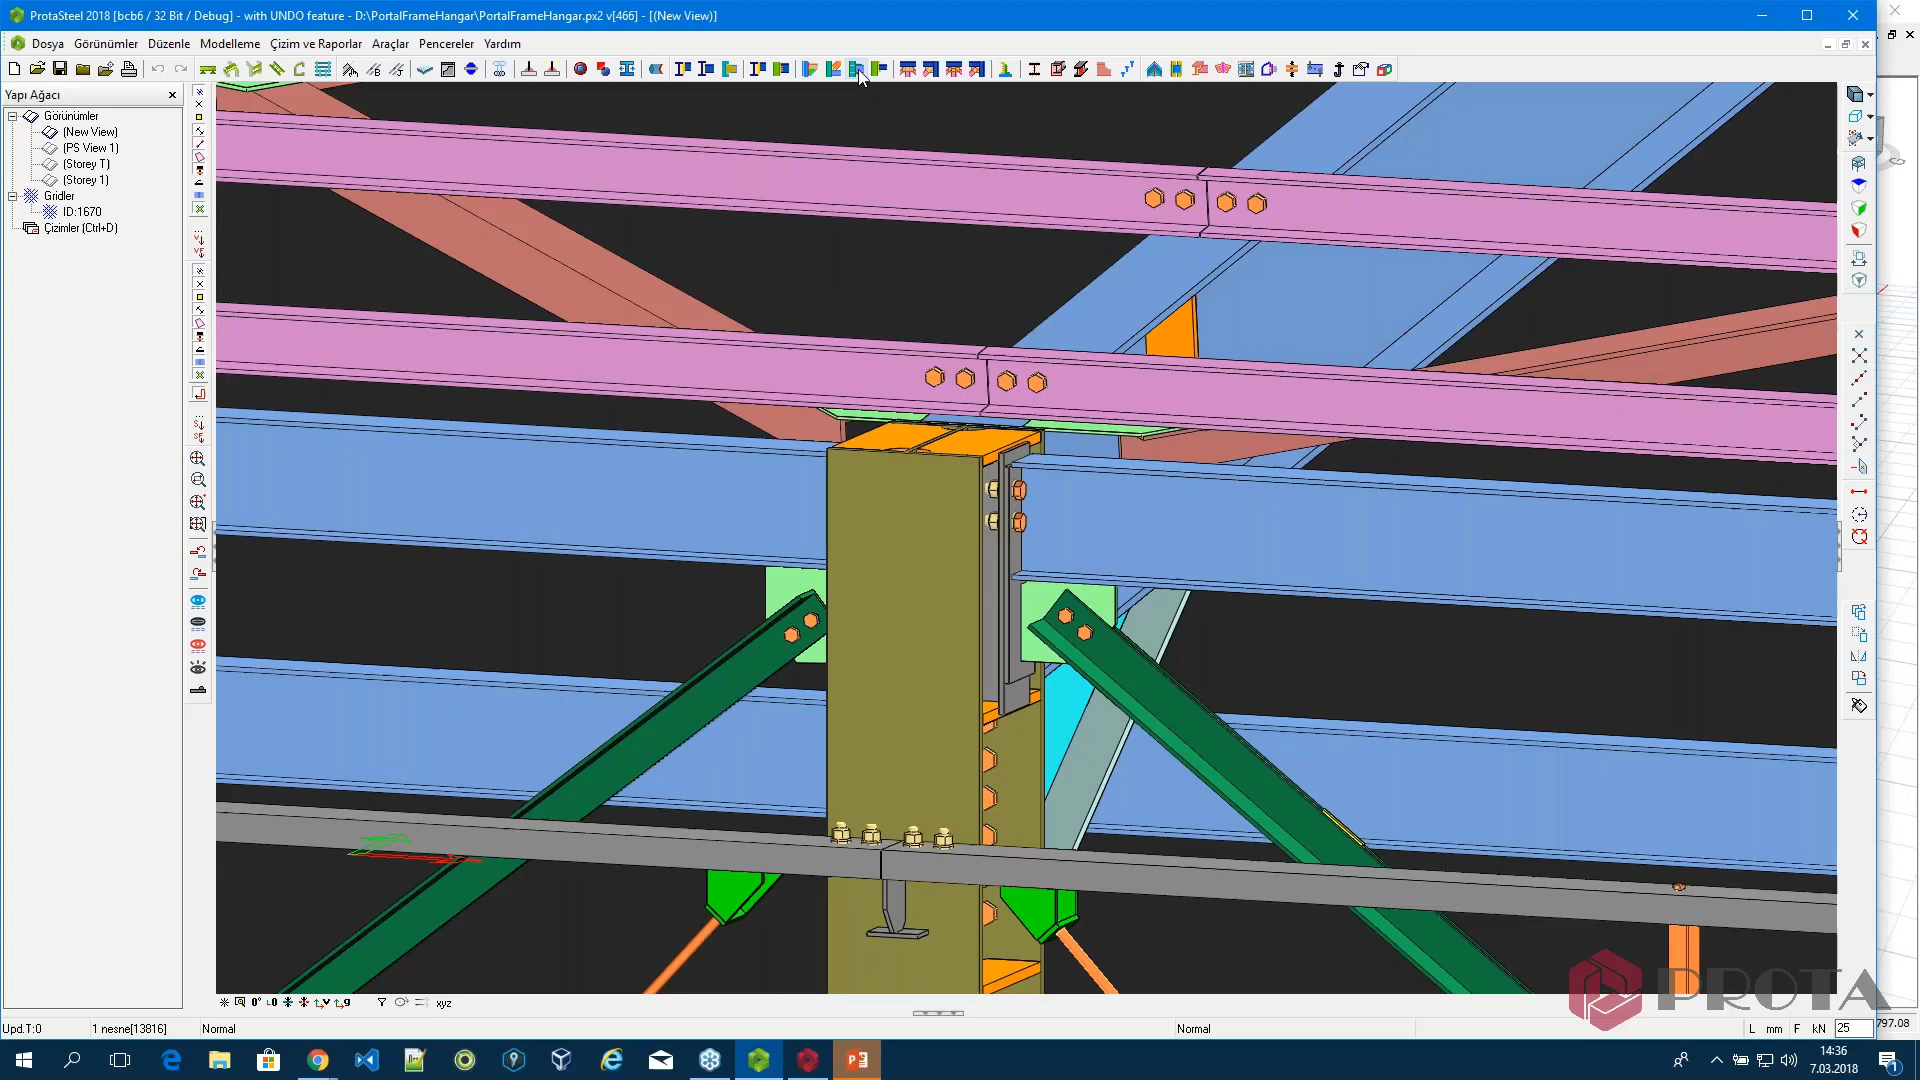 ProtaSteel 2018 [bcb6 / 32 Bit / Debug] - with UNDO feature - D:\PortalFrameHangar\PortalFrameHangar.px2 v[466] - [(New View)]
Dosya Görünümler Düzenle Modelleme Çizim ve Raporlar Araçlar Pencereler Yardım
Yapı Ağacı
Görünümler
(New View)
(PS View 1)
(Storey T)
(Storey 1)
Gridler
ID:1670
Çizimler (Ctrl+D)
xyz
PROTA
Upd.T:0 1 nesne[13816] Normal Normal L mm F kN 25 797.08
14:36
7.03.2018
1